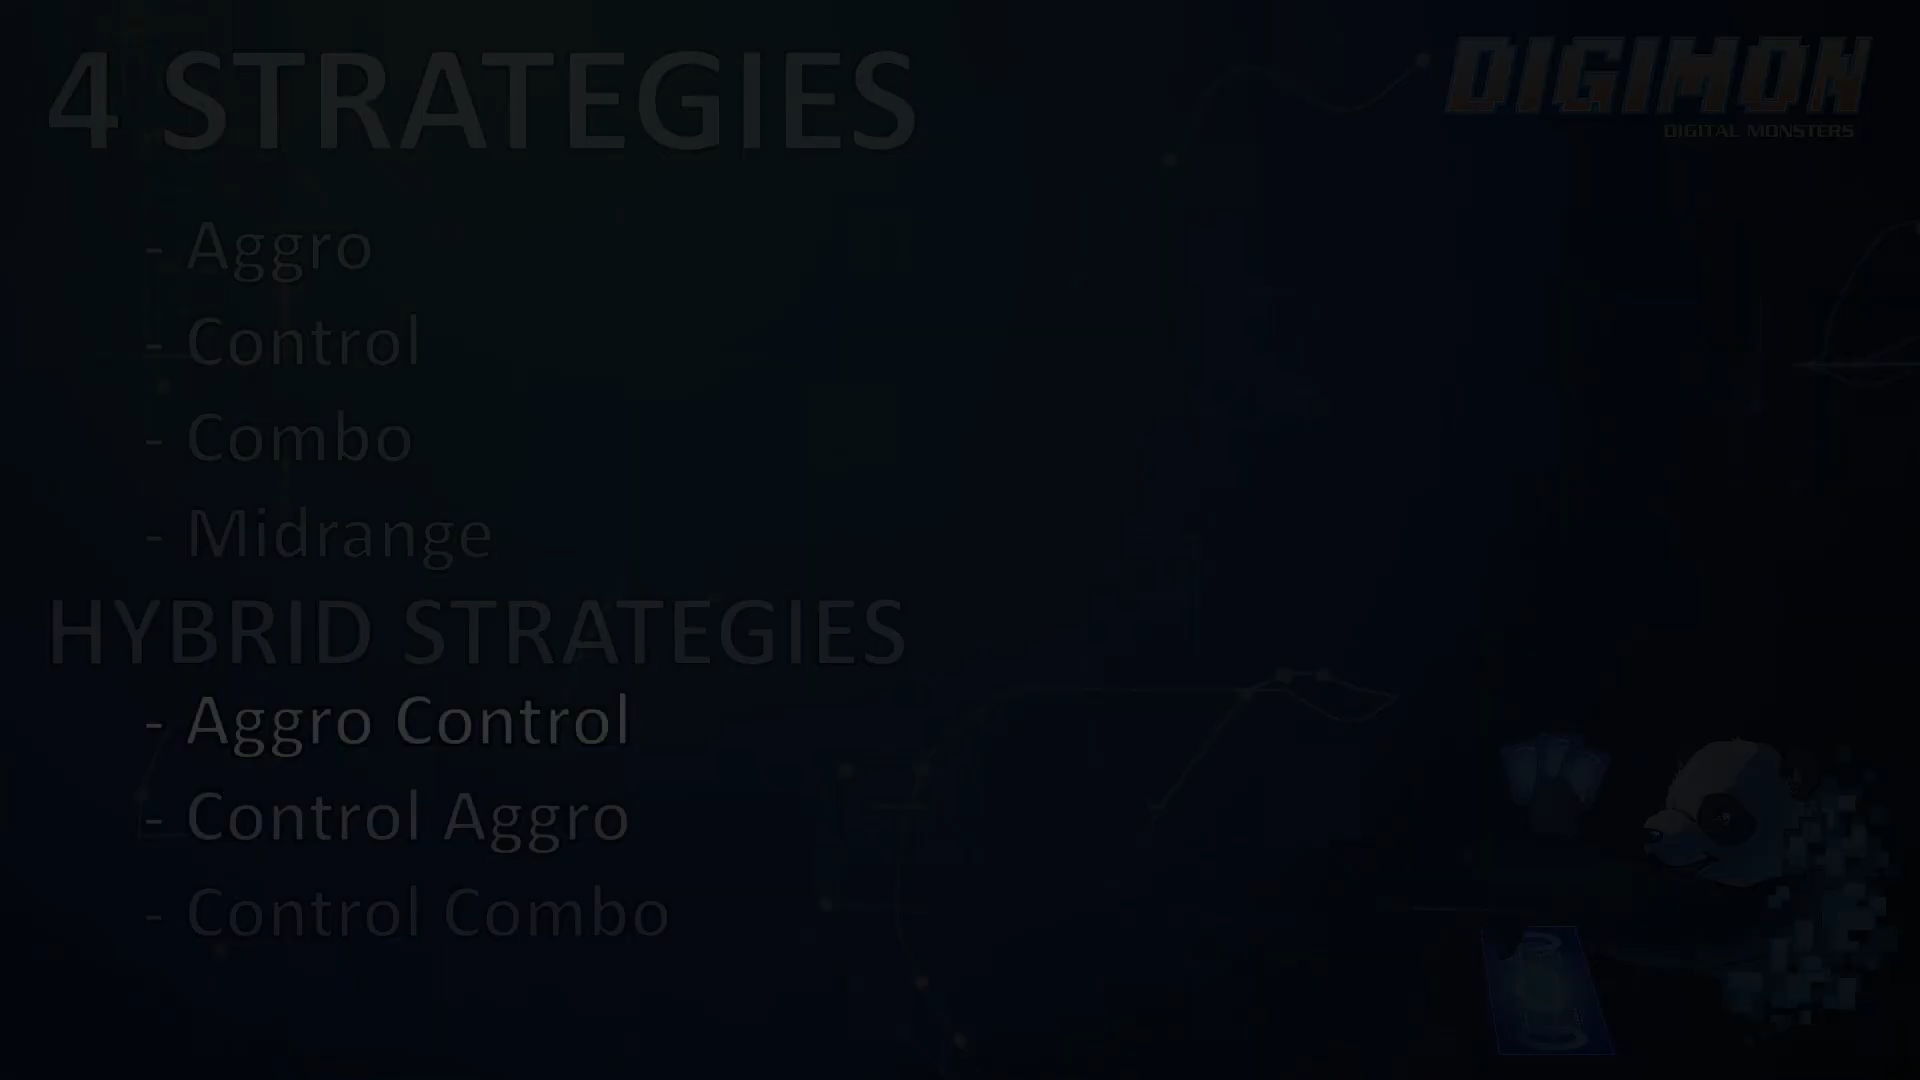 4 STRATEGIES
DIGIMON
DIGITAL MONSTERS
- Aggro
- Control
- Combo
- Midrange
HYBRID STRATEGIES
- Aggro Control
- Control Aggro
- Control Combo